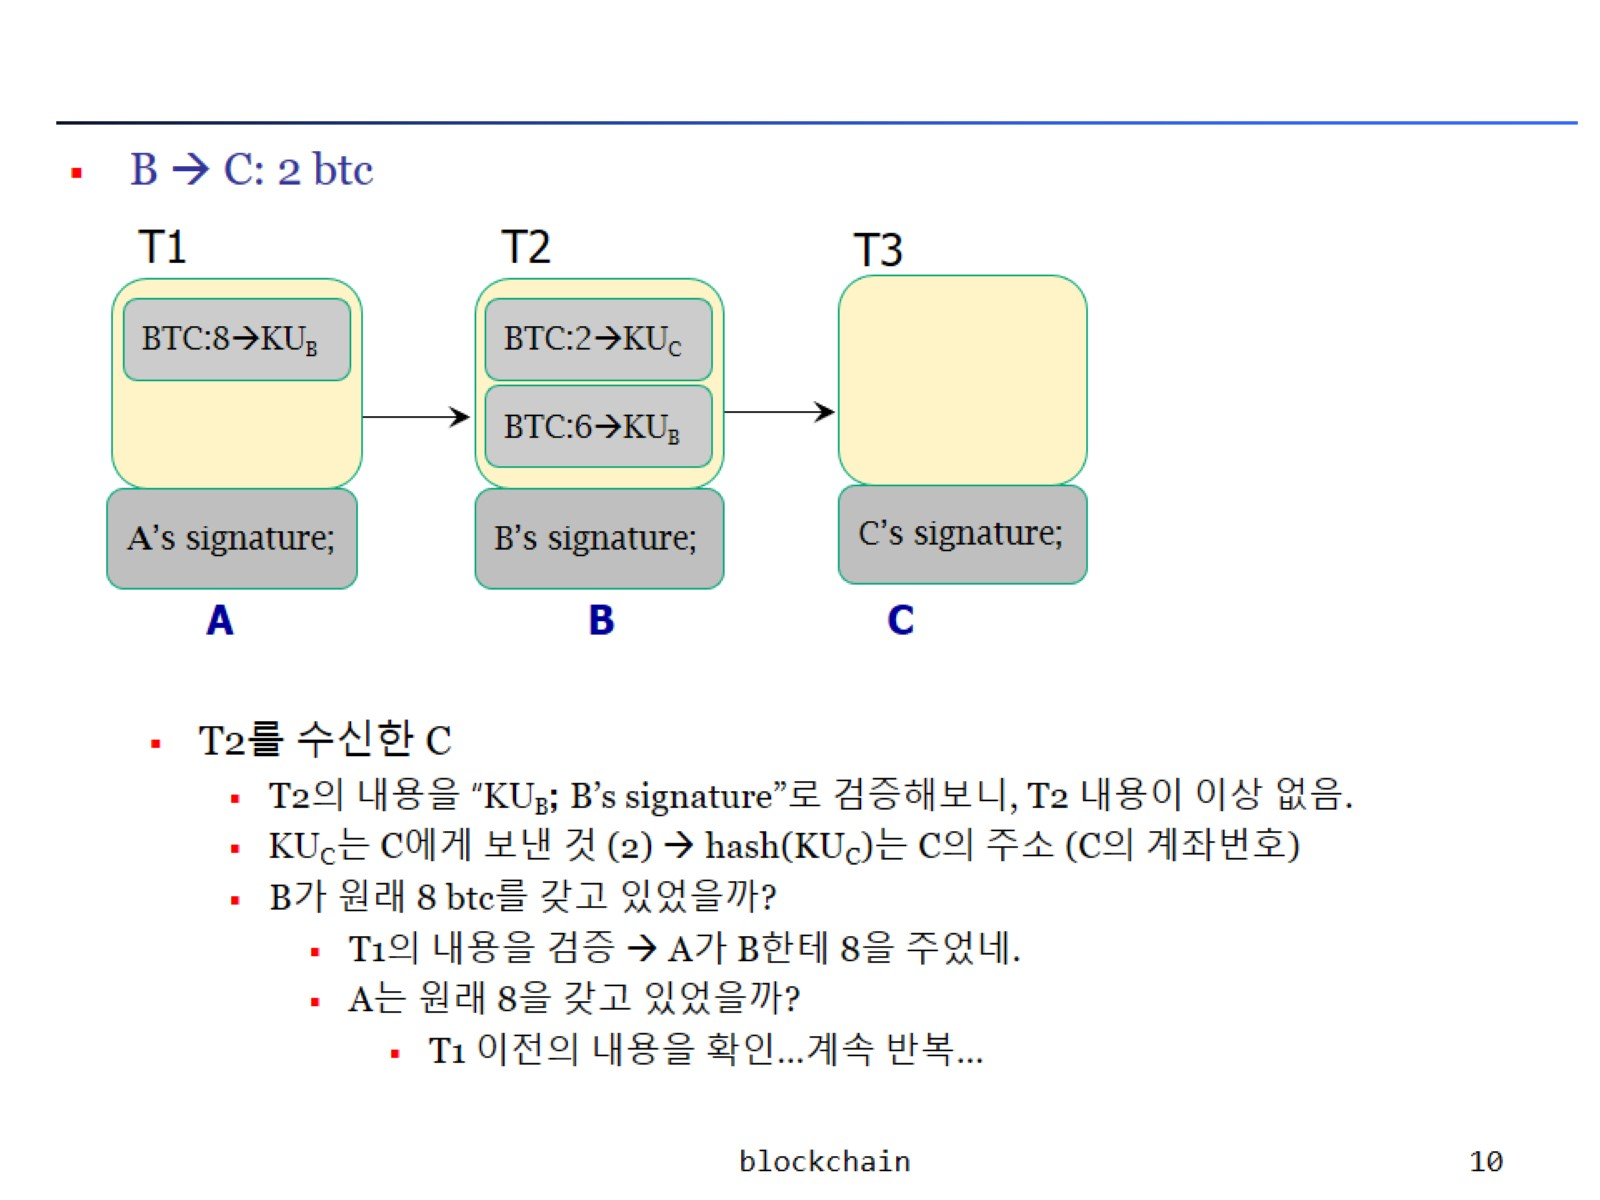 B → C: 2 btc
T1 T2 T3
BTC:8→KU_B BTC:2→KU_C
BTC:6→KU_B
A's signature; B's signature; C's signature;
A B C
T2를 수신한 C
T2의 내용을 “KU_B; B's signature”로 검증해보니, T2 내용이 이상 없음.
KU_C는 C에게 보낸 것 (2) → hash(KU_C)는 C의 주소 (C의 계좌번호)
B가 원래 8 btc를 갖고 있었을까?
T1의 내용을 검증 → A가 B한테 8을 주었네.
A는 원래 8을 갖고 있었을까?
T1 이전의 내용을 확인...계속 반복...
blockchain 10